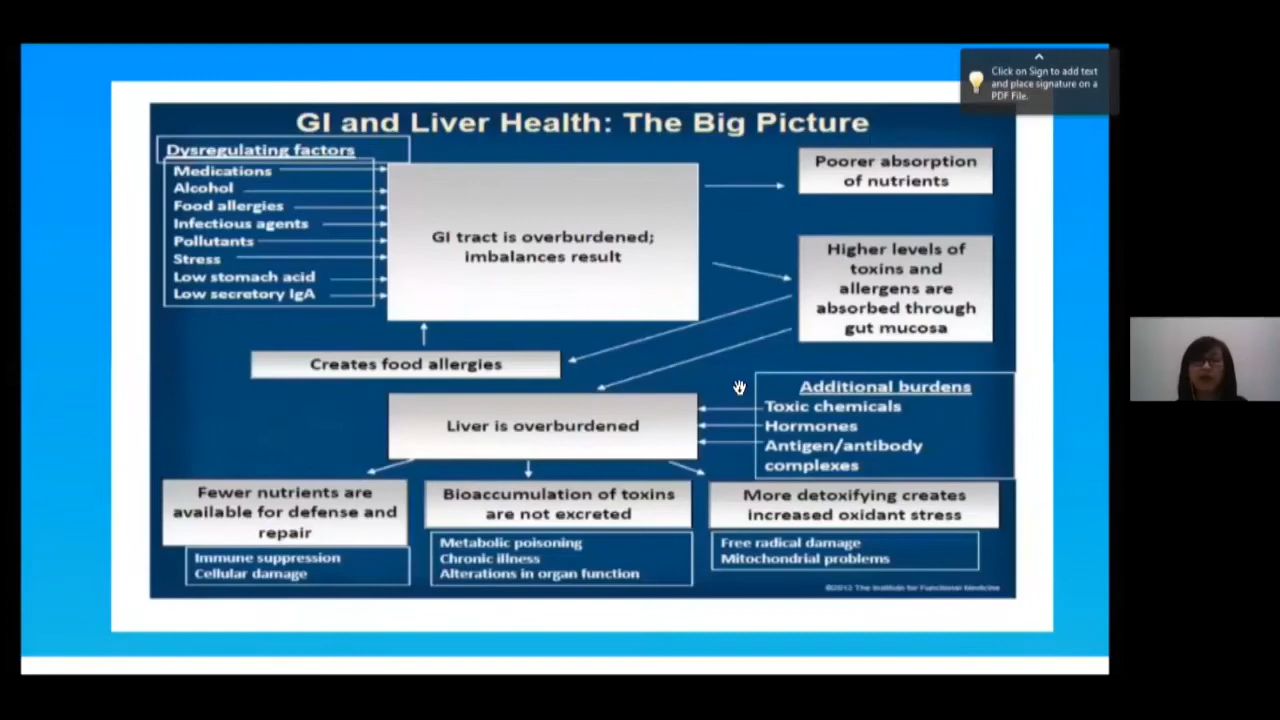 Click on Sign to add text
and place signature on a
PDF File.
GI and Liver Health: The Big Picture
Dysregulating factors
Medications
Alcohol
Food allergies
Infectious agents
Pollutants
Stress
Low stomach acid
Low secretory IgA
GI tract is overburdened;
imbalances result
Poorer absorption
of nutrients
Higher levels of
toxins and
allergens are
absorbed through
gut mucosa
Creates food allergies
Liver is overburdened
Additional burdens
Toxic chemicals
Hormones
Antigen/antibody
complexes
Fewer nutrients are
available for defense and
repair
Immune suppression
Cellular damage
Bioaccumulation of toxins
are not excreted
Metabolic poisoning
Chronic illness
Alterations in organ function
More detoxifying creates
increased oxidant stress
Free radical damage
Mitochondrial problems
©2012 The Institute for Functional Medicine